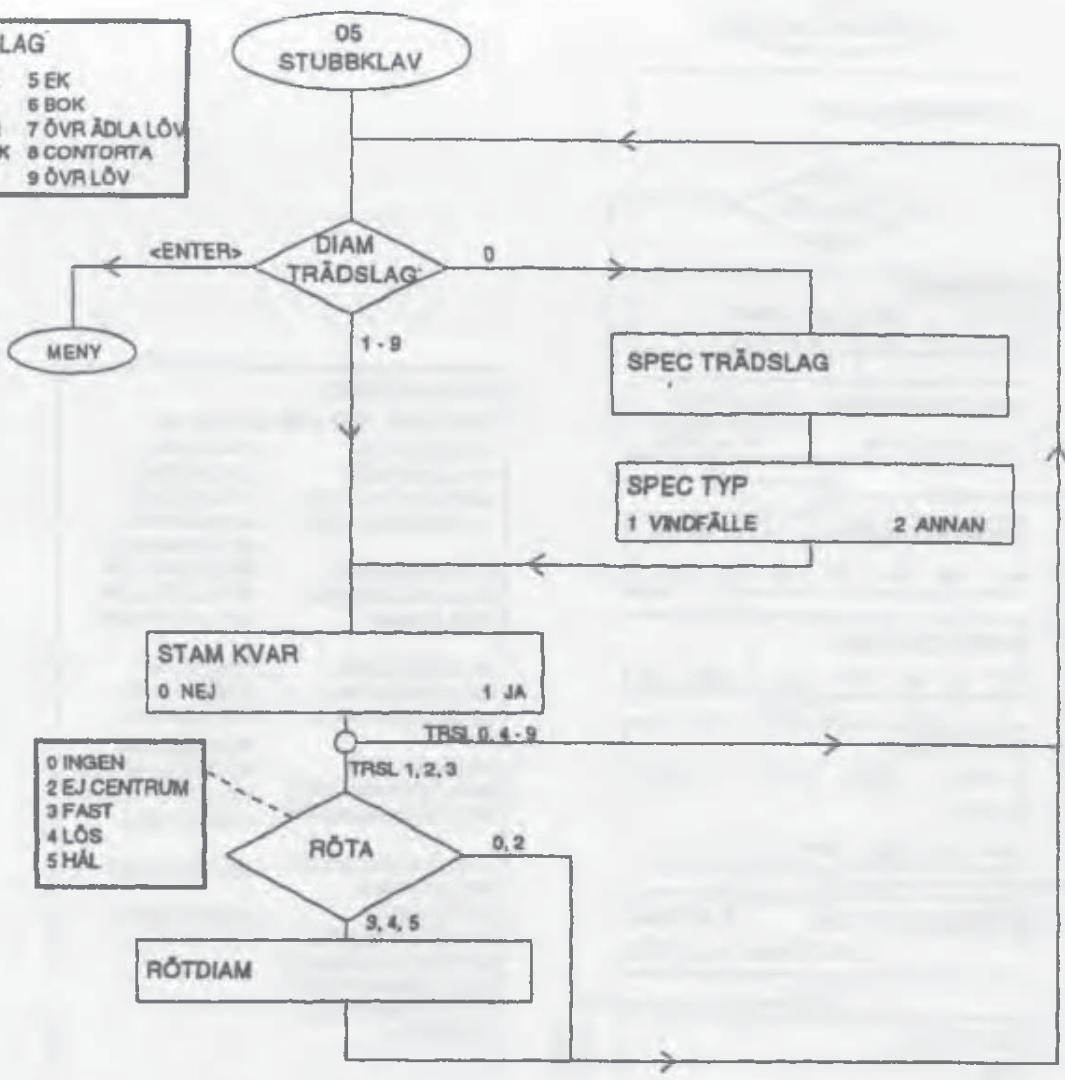 05
STUBBKLAV
5 EK
6 BOK
7 ÖVR ÄDLA LÖV
8 CONTORTA
9 ÖVR LÖV
<ENTER>
DIAM
TRÄDSLAG
0
MENY
1 - 9
SPEC TRÄDSLAG
SPEC TYP
1 VINDFÄLLE 2 ANNAN
STAM KVAR
0 NEJ 1 JA
TRSL 0, 4 - 9
TRSL 1, 2, 3
0 INGEN
2 EJ CENTRUM
3 FAST
4 LÖS
5 HÅL
RÖTA
0, 2
3, 4, 5
RÖTDIAM